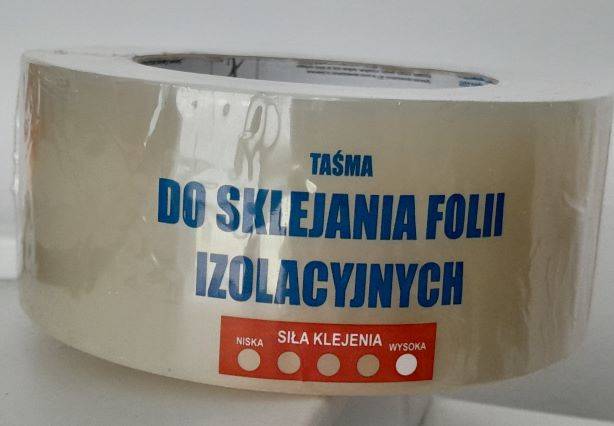 TAŚMA
DO SKLEJANIA FOLII
IZOLACYJNYCH
SIŁA KLEJENIA
NISKA
WYSOKA